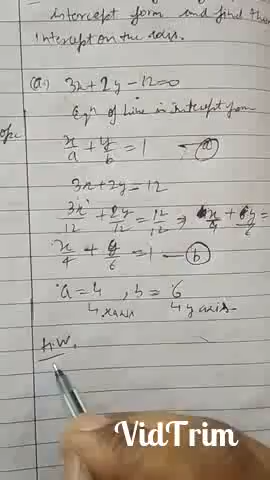 intercept form and find the
intercept on the axis.
(a) 3x + 2y - 12 = 0
Eqn of Line in intercept form
x/a + y/b = 1 — (a)
3x + 2y = 12
3x/12 + 2y/12 = 12/12 ⇒ x/4 + y/6 =
x/4 + y/6 = 1 — (b)
a = 4 , b = 6
y axis
H.W.
VidTrim